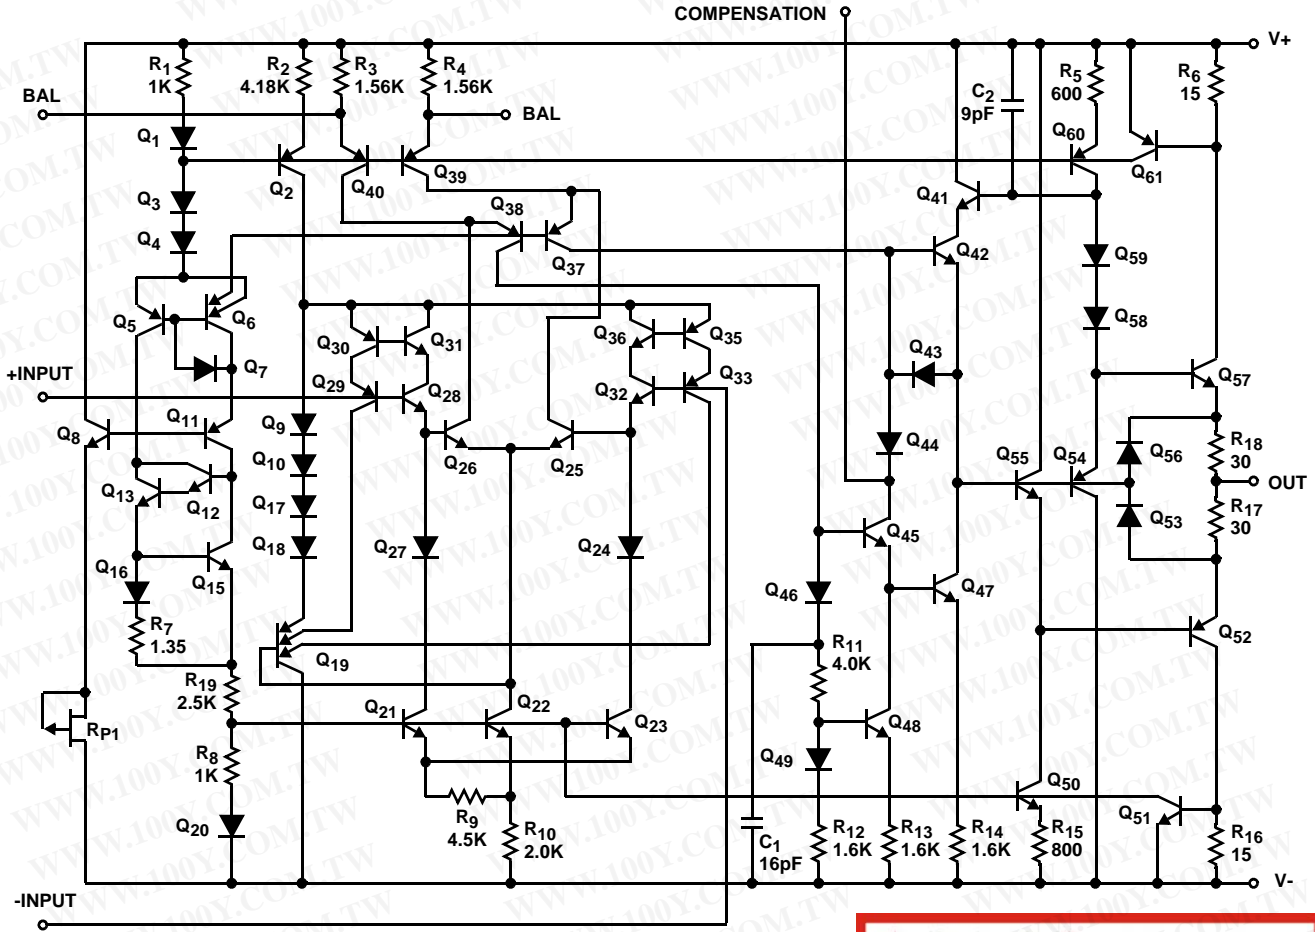 COMPENSATION
V+
R1
1K
R2
4.18K
R3
1.56K
R4
1.56K
C2
9pF
R5
600
R6
15
BAL
BAL
Q1
Q2
Q40
Q39
Q60
Q61
Q3
Q4
Q38
Q37
Q41
Q42
Q59
Q58
Q5
Q6
Q7
Q30
Q31
Q36
Q35
Q43
+INPUT
Q29
Q28
Q32
Q33
Q57
Q8
Q11
Q9
Q26
Q25
Q44
Q10
Q55
Q54
Q56
R18
30
OUT
Q13
Q12
Q17
Q53
R17
30
Q16
Q15
Q18
Q27
Q24
Q45
Q46
Q47
R7
1.35
Q19
R11
4.0K
Q52
R19
2.5K
RP1
Q21
Q22
Q23
Q48
R8
1K
Q49
Q50
Q51
Q20
R9
4.5K
R10
2.0K
C1
16pF
R12
1.6K
R13
1.6K
R14
1.6K
R15
800
R16
15
V-
-INPUT
WWW.100Y.COM.TW